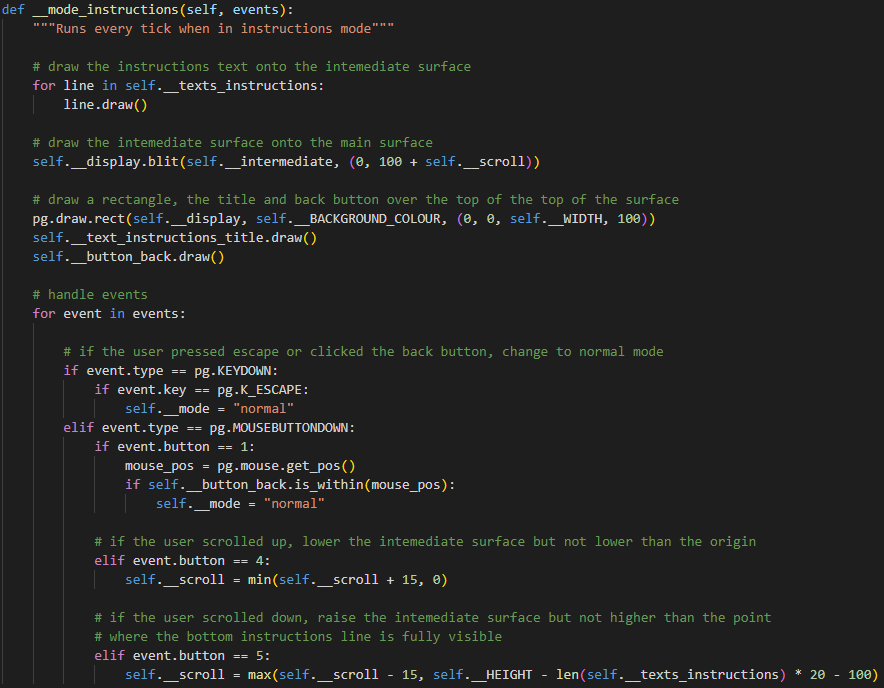 def __mode_instructions(self, events):
    """Runs every tick when in instructions mode"""

    # draw the instructions text onto the intemediate surface
    for line in self.__texts_instructions:
        line.draw()

    # draw the intemediate surface onto the main surface
    self.__display.blit(self.__intermediate, (0, 100 + self.__scroll))

    # draw a rectangle, the title and back button over the top of the top of the surface
    pg.draw.rect(self.__display, self.__BACKGROUND_COLOUR, (0, 0, self.__WIDTH, 100))
    self.__text_instructions_title.draw()
    self.__button_back.draw()

    # handle events
    for event in events:

        # if the user pressed escape or clicked the back button, change to normal mode
        if event.type == pg.KEYDOWN:
            if event.key == pg.K_ESCAPE:
                self.__mode = "normal"
        elif event.type == pg.MOUSEBUTTONDOWN:
            if event.button == 1:
                mouse_pos = pg.mouse.get_pos()
                if self.__button_back.is_within(mouse_pos):
                    self.__mode = "normal"

            # if the user scrolled up, lower the intemediate surface but not lower than the origin
            elif event.button == 4:
                self.__scroll = min(self.__scroll + 15, 0)

            # if the user scrolled down, raise the intemediate surface but not higher than the point
            # where the bottom instructions line is fully visible
            elif event.button == 5:
                self.__scroll = max(self.__scroll - 15, self.__HEIGHT - len(self.__texts_instructions) * 20 - 100)